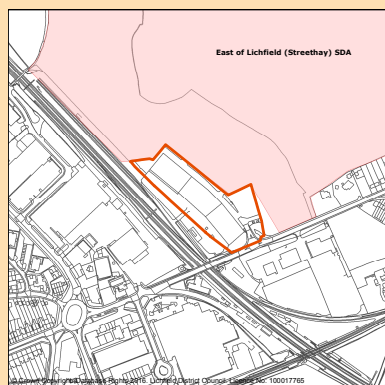 East of Lichfield (Streethay) SDA
© Crown Copyright Database Rights 2016. Lichfield District Council. Licence No: 100017765